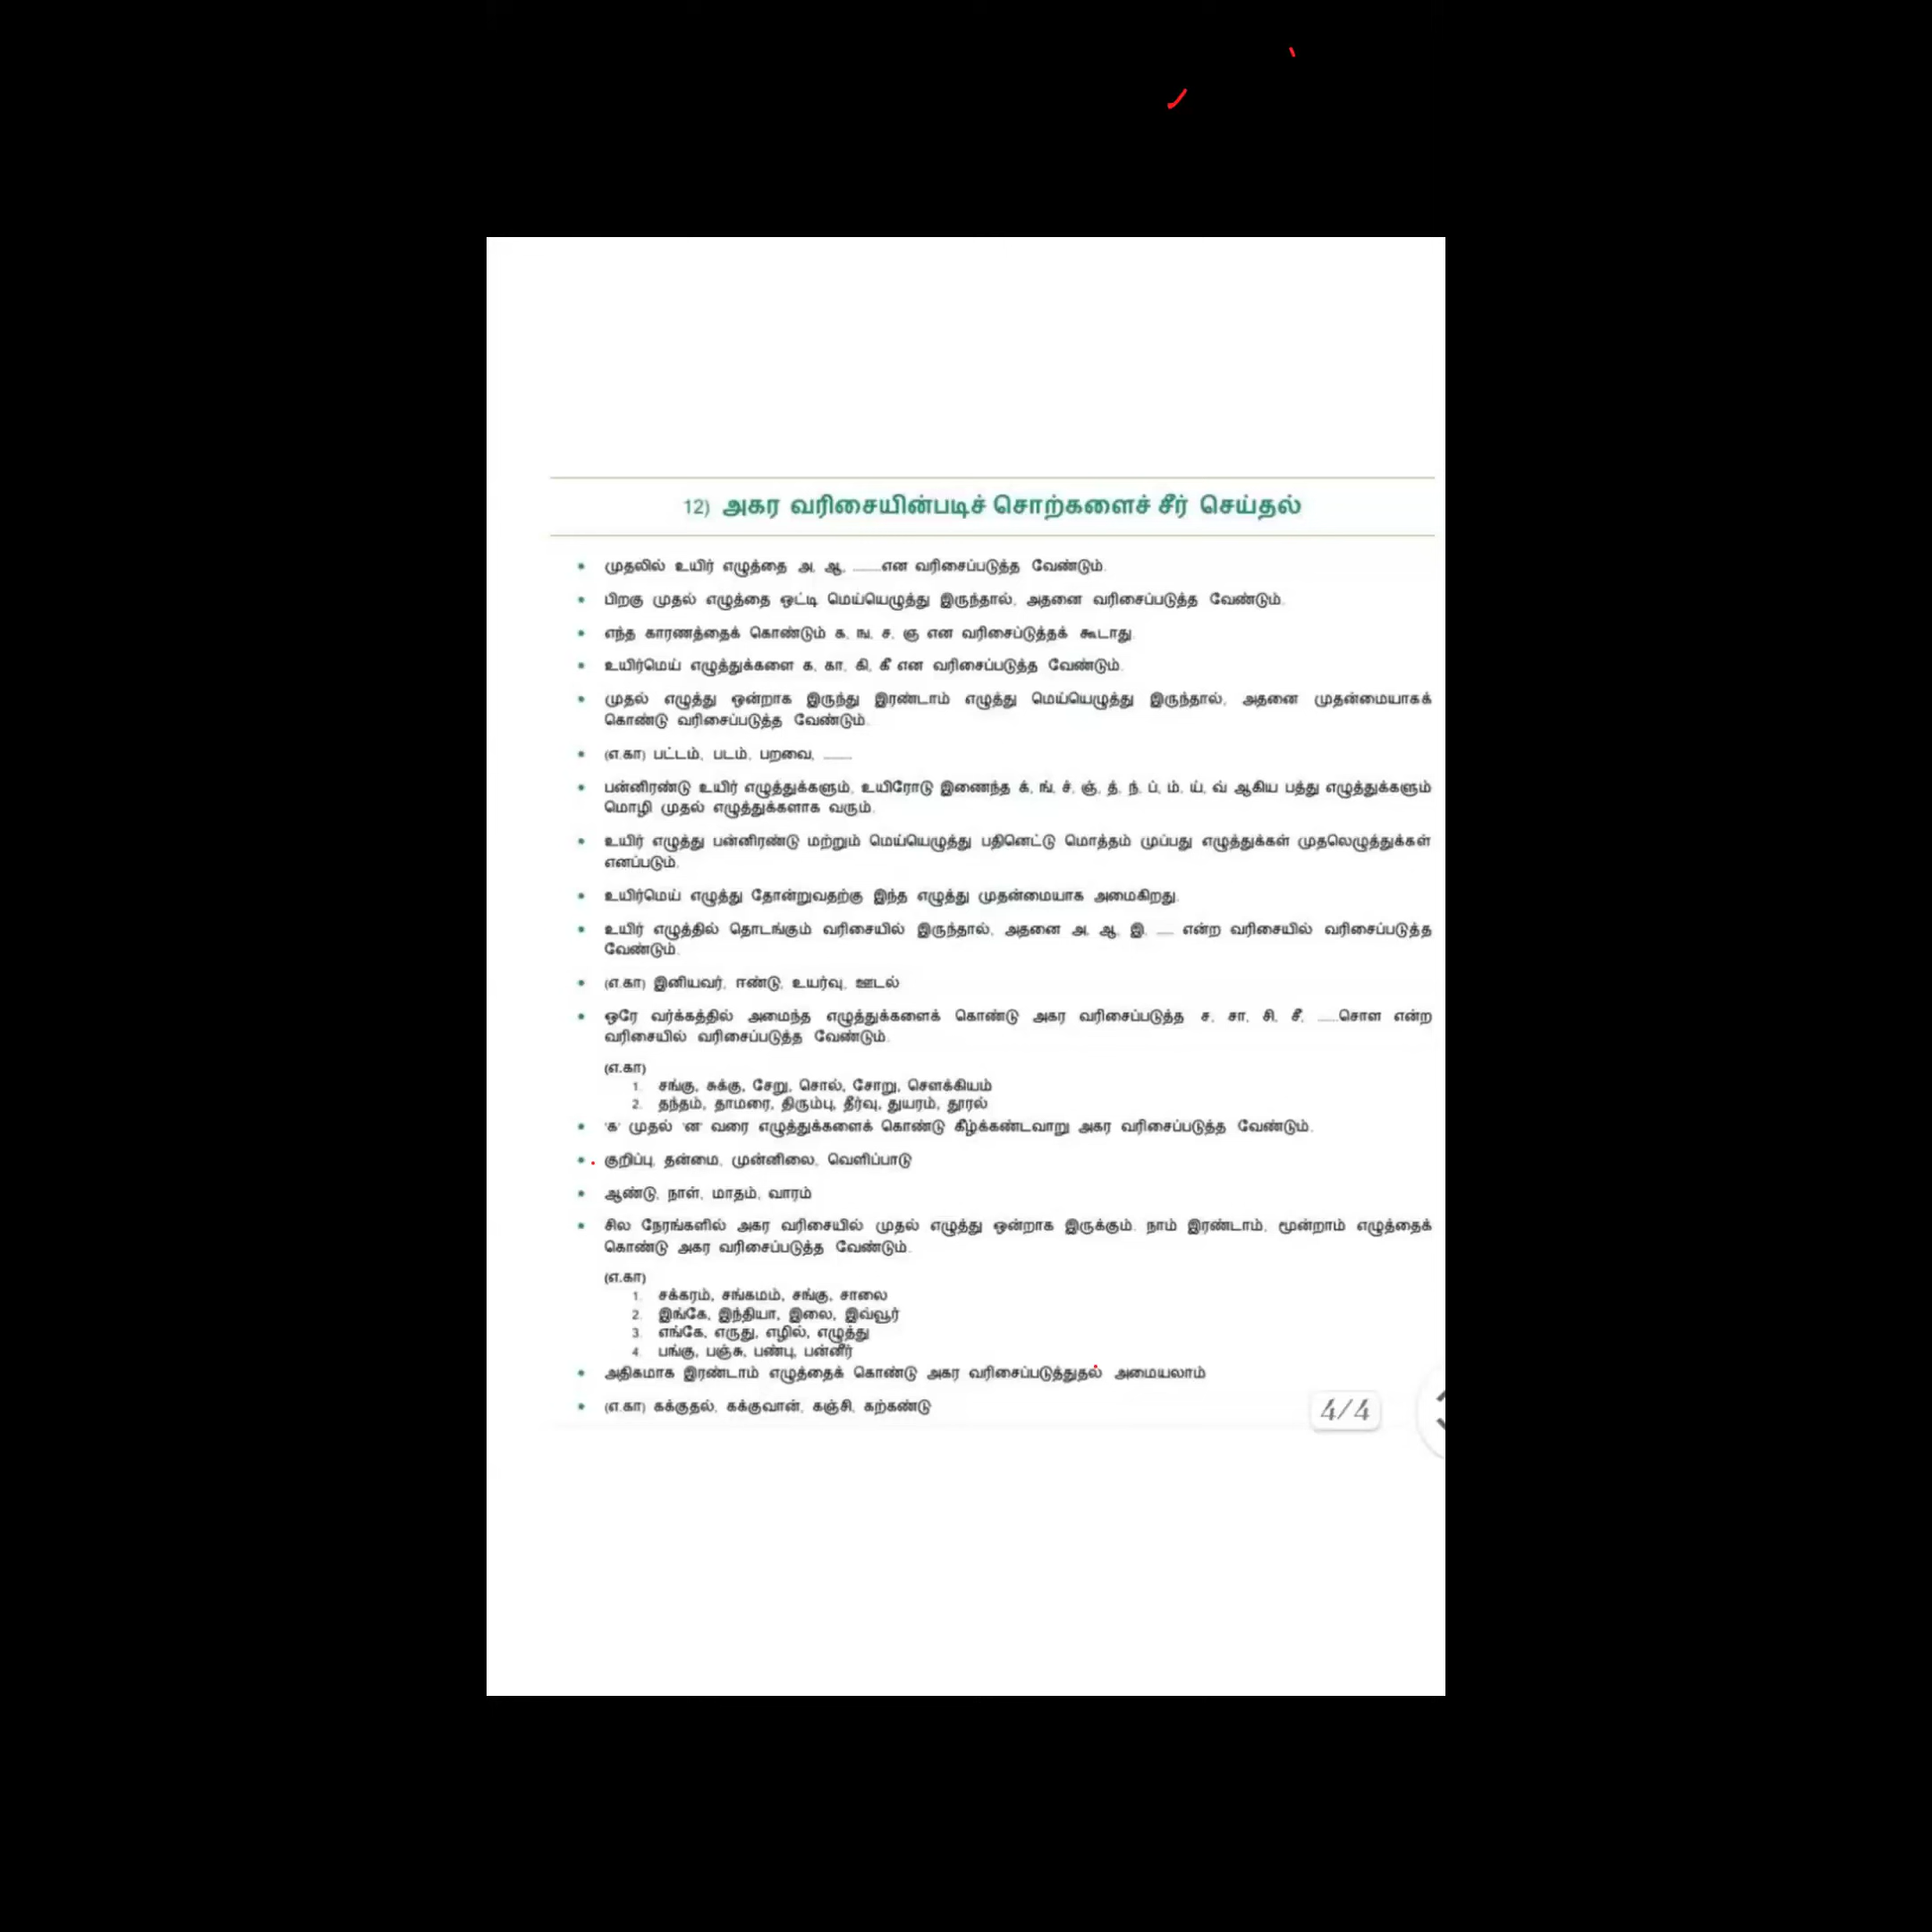 12) அகர வரிசையின்படிச் சொற்களைச் சீர் செய்தல்
• முதலில் உயிர் எழுத்தை அ, ஆ, .........என வரிசைப்படுத்த வேண்டும்.
• பிறகு முதல் எழுத்தை ஒட்டி மெய்யெழுத்து இருந்தால், அதனை வரிசைப்படுத்த வேண்டும்.
• எந்த காரணத்தைக் கொண்டும் க, ங, ச, ஞ என வரிசைப்டுத்தக் கூடாது.
• உயிர்மெய் எழுத்துக்களை க, கா, கி, கீ என வரிசைப்படுத்த வேண்டும்.
• முதல் எழுத்து ஒன்றாக இருந்து இரண்டாம் எழுத்து மெய்யெழுத்து இருந்தால், அதனை முதன்மையாகக்
கொண்டு வரிசைப்படுத்த வேண்டும்.
• (எ.கா) பட்டம், படம், பறவை, .........
• பன்னிரண்டு உயிர் எழுத்துக்களும், உயிரோடு இணைந்த க், ங், ச், ஞ், த், ந், ப், ம், ய், வ் ஆகிய பத்து எழுத்துக்களும்
மொழி முதல் எழுத்துக்களாக வரும்.
• உயிர் எழுத்து பன்னிரண்டு மற்றும் மெய்யெழுத்து பதினெட்டு மொத்தம் முப்பது எழுத்துக்கள் முதலெழுத்துக்கள்
எனப்படும்.
• உயிர்மெய் எழுத்து தோன்றுவதற்கு இந்த எழுத்து முதன்மையாக அமைகிறது.
• உயிர் எழுத்தில் தொடங்கும் வரிசையில் இருந்தால், அதனை அ, ஆ, இ, ..... என்ற வரிசையில் வரிசைப்படுத்த
வேண்டும்.
• (எ.கா) இனியவர், ஈண்டு, உயர்வு, ஊடல்
• ஒரே வர்க்கத்தில் அமைந்த எழுத்துக்களைக் கொண்டு அகர வரிசைப்படுத்த ச, சா, சி, சீ, ......சௌ என்ற
வரிசையில் வரிசைப்படுத்த வேண்டும்.
(எ.கா)
1. சங்கு, சுக்கு, சேறு, சொல், சோறு, சௌக்கியம்
2. தந்தம், தாமரை, திரும்பு, தீர்வு, துயரம், தூரல்
• 'க' முதல் 'ன' வரை எழுத்துக்களைக் கொண்டு கீழ்க்கண்டவாறு அகர வரிசைப்படுத்த வேண்டும்.
• குறிப்பு, தன்மை, முன்னிலை, வெளிப்பாடு
• ஆண்டு, நாள், மாதம், வாரம்
• சில நேரங்களில் அகர வரிசையில் முதல் எழுத்து ஒன்றாக இருக்கும். நாம் இரண்டாம், மூன்றாம் எழுத்தைக்
கொண்டு அகர வரிசைப்படுத்த வேண்டும்.
(எ.கா)
1. சக்கரம், சங்கமம், சங்கு, சாலை
2. இங்கே, இந்தியா, இலை, இவ்வூர்
3. எங்கே, எருது, எழில், எழுத்து
4. பங்கு, பஞ்சு, பண்பு, பன்னீர்
• அதிகமாக இரண்டாம் எழுத்தைக் கொண்டு அகர வரிசைப்படுத்துதல் அமையலாம்
• (எ.கா) கக்குதல், கக்குவான், கஞ்சி, கற்கண்டு
4/4